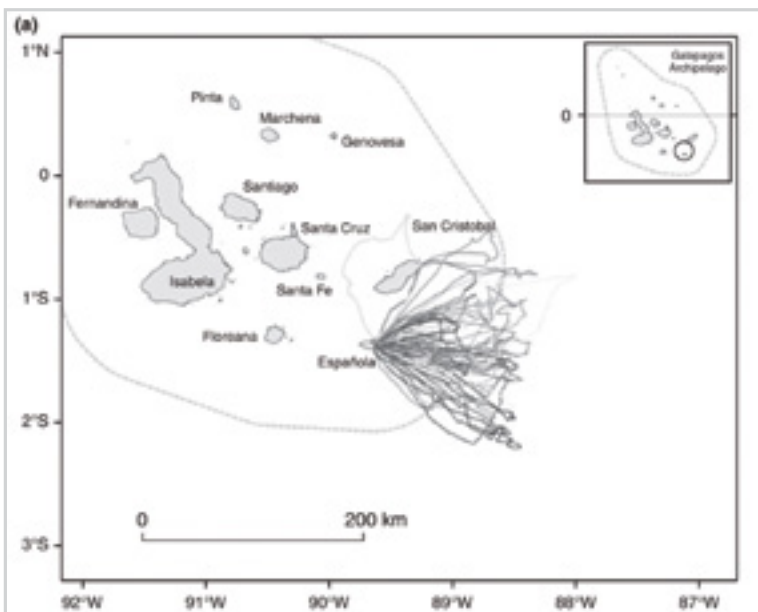 (a)
1°N
0
1°S
2°S
3°S
Pinta
Marchena
Genovesa
Fernandina
Santiago
Santa Cruz
San Cristobal
Isabela
Santa Fe
Floreana
Española
0
200 km
92°W
91°W
90°W
89°W
88°W
87°W
Galapagos
Archipelago
0